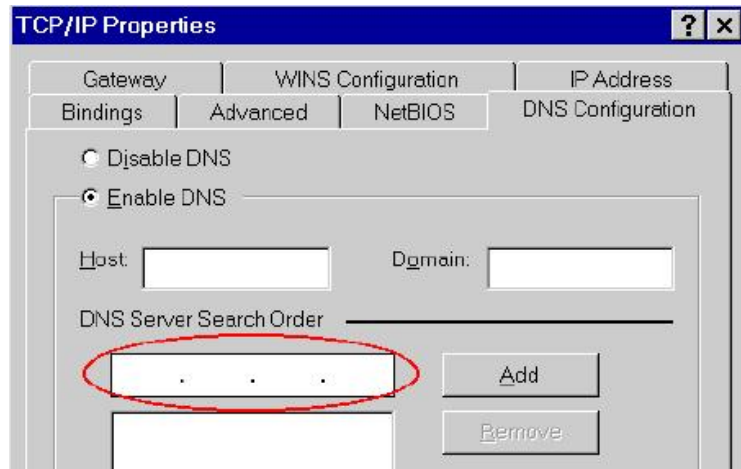 TCP/IP Properties ? ×
Gateway WINS Configuration IP Address
Bindings Advanced NetBIOS DNS Configuration
Disable DNS
Enable DNS
Host: Domain:
DNS Server Search Order
. . . Add
Remove